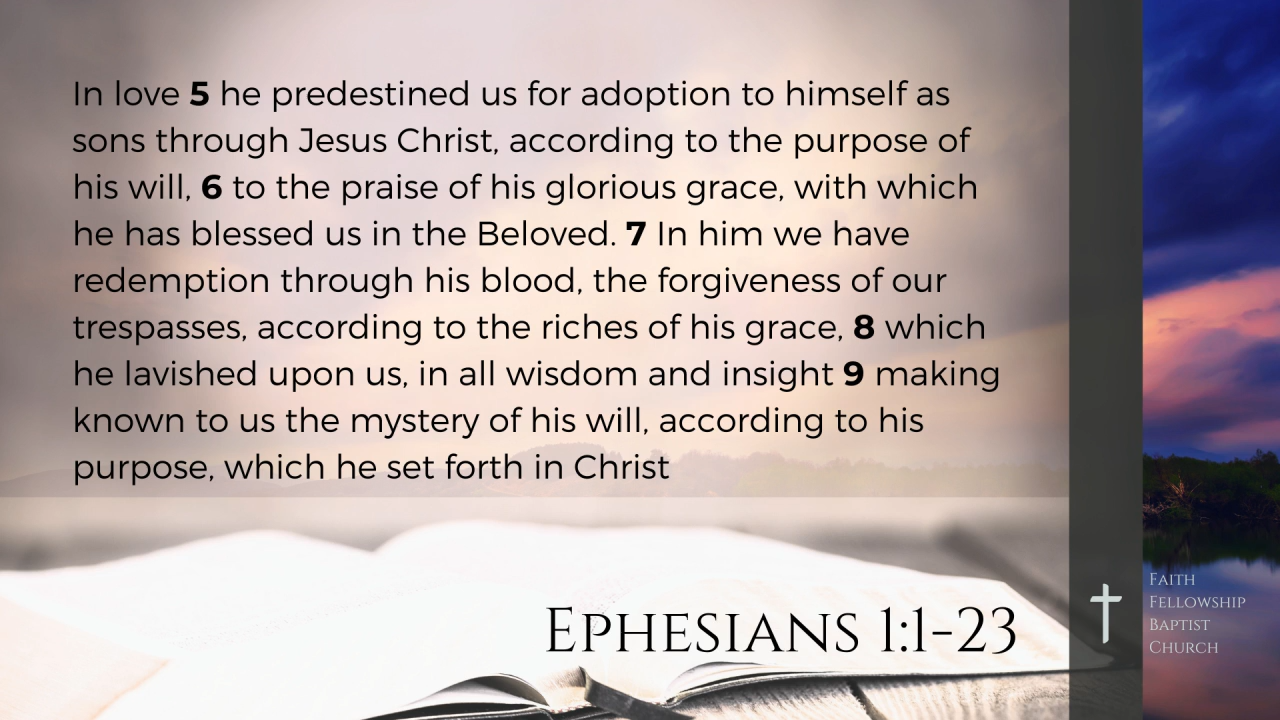 In love 5 he predestined us for adoption to himself as
sons through Jesus Christ, according to the purpose of
his will, 6 to the praise of his glorious grace, with which
he has blessed us in the Beloved. 7 In him we have
redemption through his blood, the forgiveness of our
trespasses, according to the riches of his grace, 8 which
he lavished upon us, in all wisdom and insight 9 making
known to us the mystery of his will, according to his
purpose, which he set forth in Christ
Ephesians 1:1-23
Faith
Fellowship
Baptist
Church